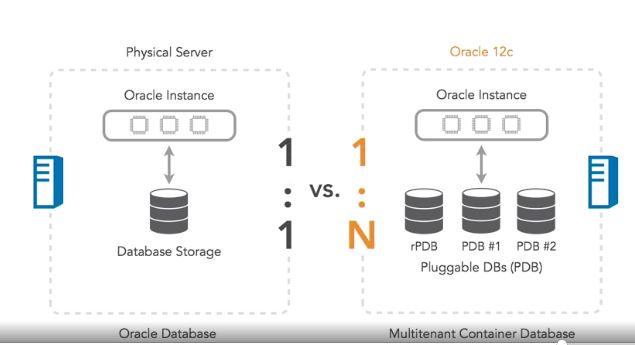 Physical Server
Oracle Instance
Database Storage
Oracle Database
1
:
1
vs.
1
:
N
Oracle 12c
Oracle Instance
rPDB
PDB #1
PDB #2
Pluggable DBs (PDB)
Multitenant Container Database